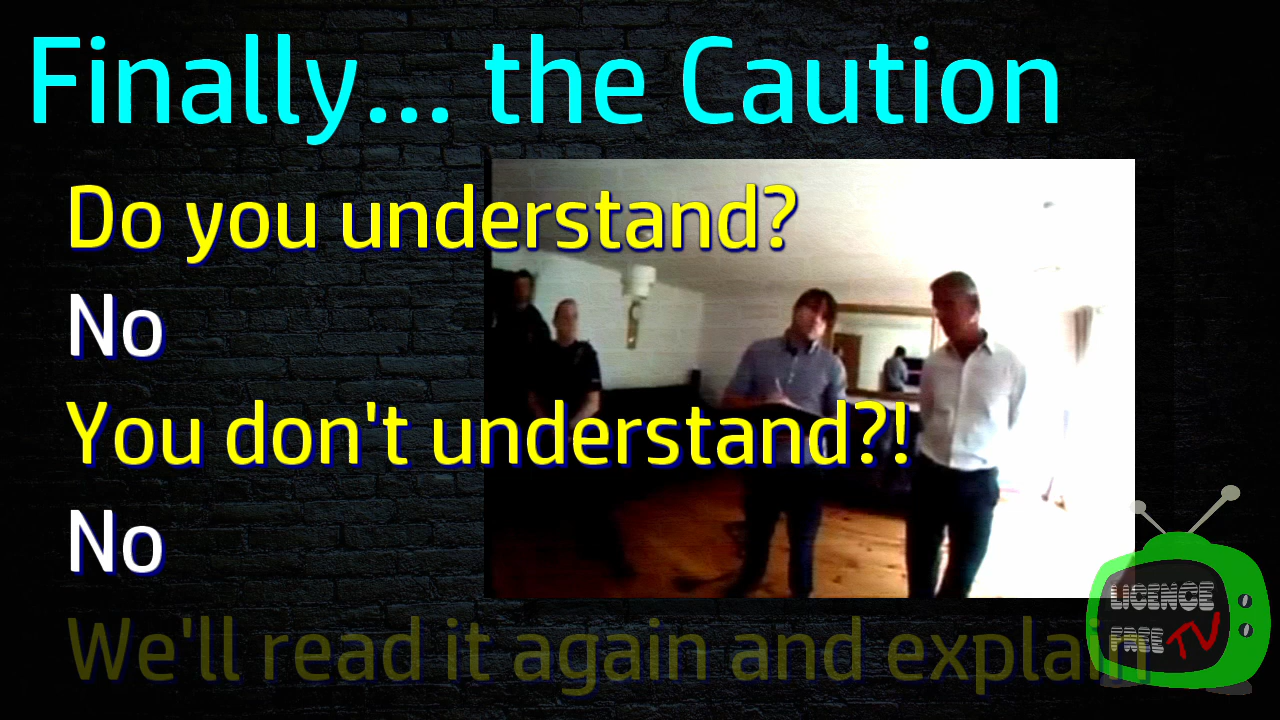 Finally... the Caution
Do you understand?
No
You don't understand?!
No
We'll read it again and explain
LICENCE
FREE TV